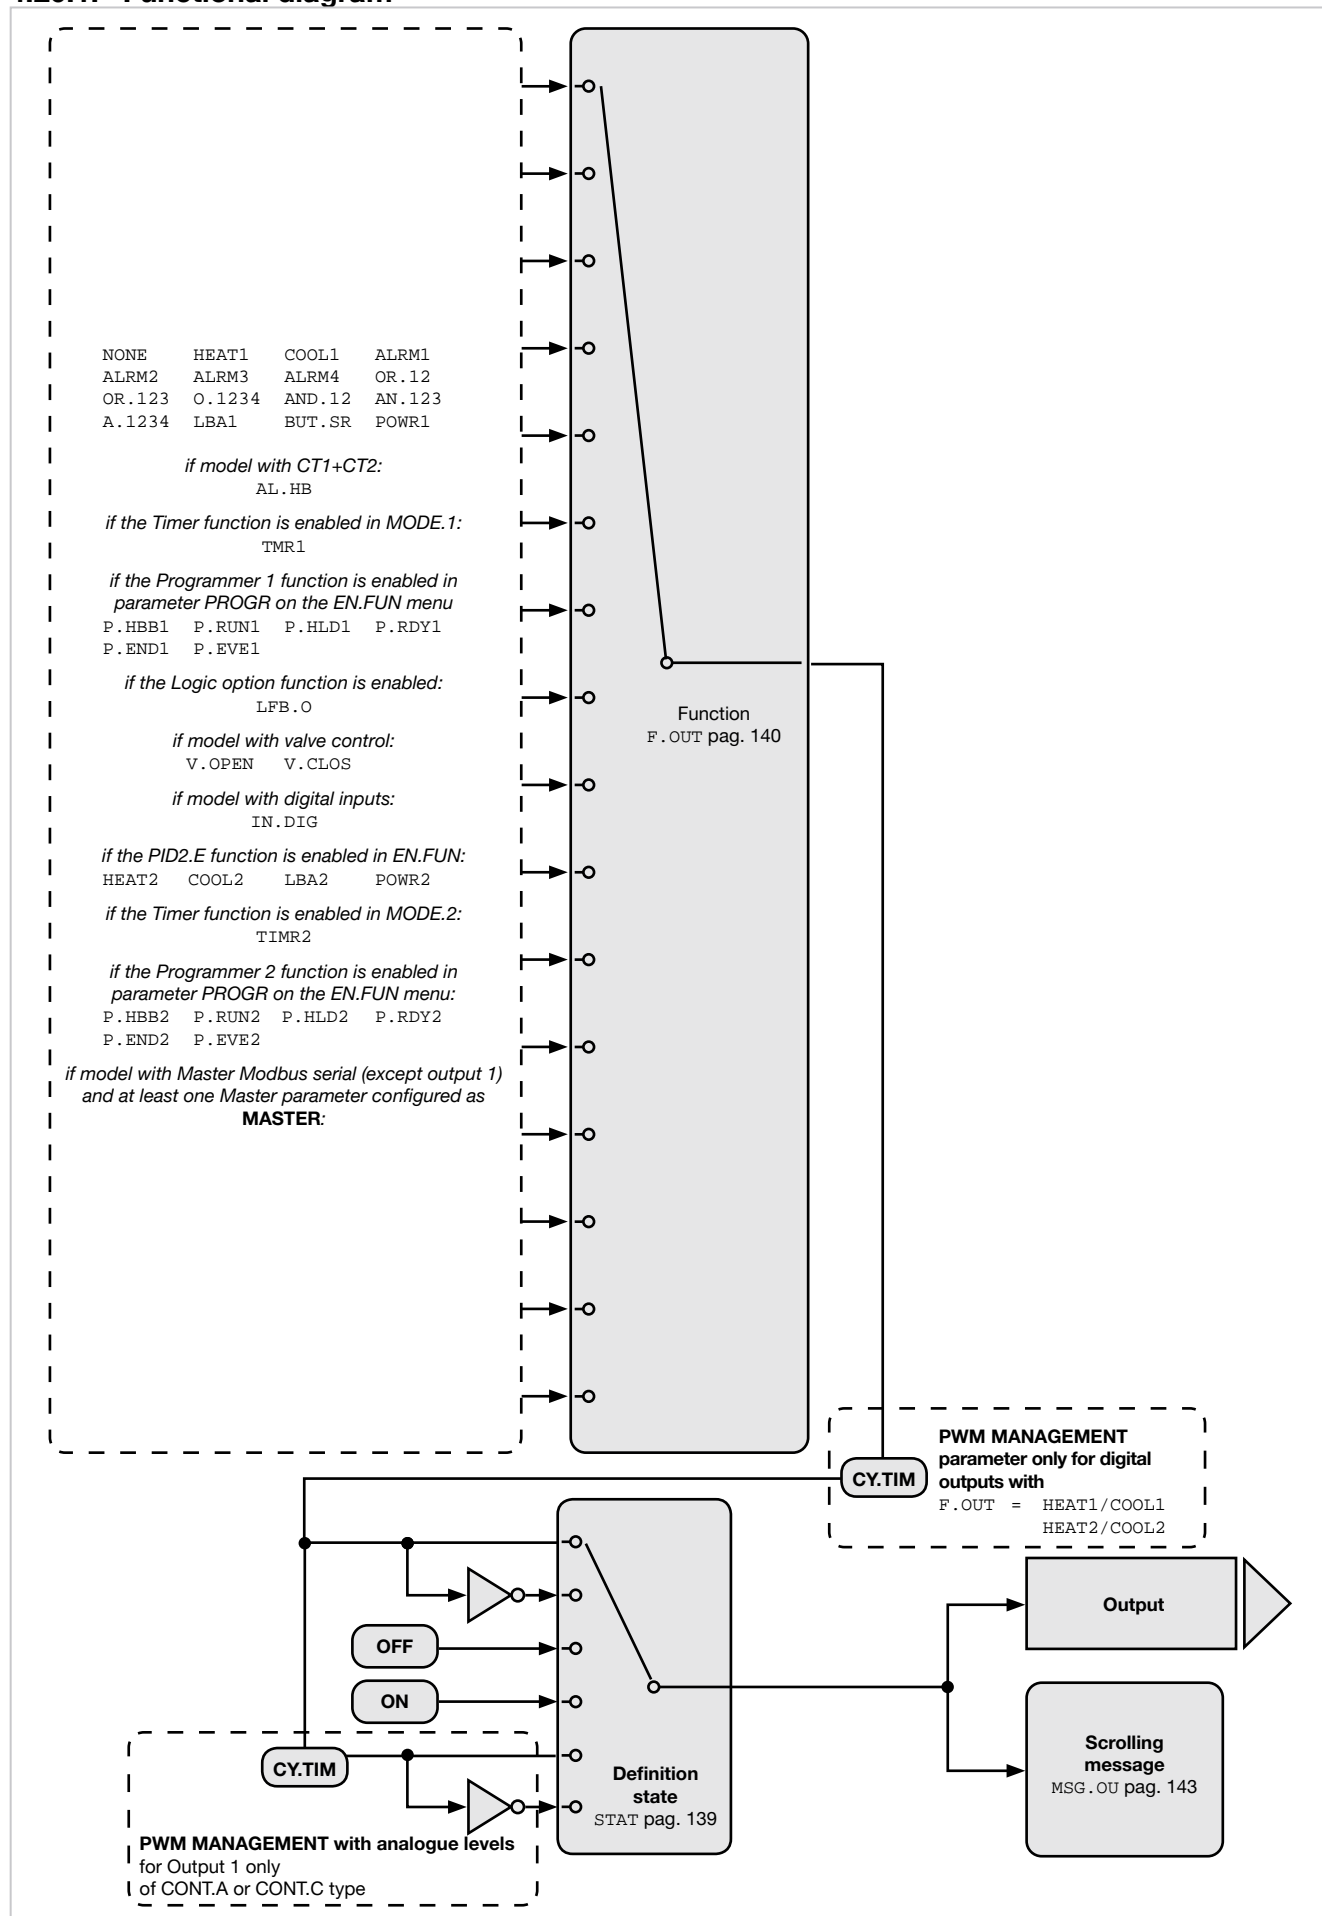 Functional diagram
NONE HEAT1 COOL1 ALRM1
ALRM2 ALRM3 ALRM4 OR.12
OR.123 O.1234 AND.12 AN.123
A.1234 LBA1 BUT.SR POWR1
if model with CT1+CT2:
AL.HB
if the Timer function is enabled in MODE.1:
TMR1
if the Programmer 1 function is enabled in
parameter PROGR on the EN.FUN menu
P.HBB1 P.RUN1 P.HLD1 P.RDY1
P.END1 P.EVE1
if the Logic option function is enabled:
LFB.O
if model with valve control:
V.OPEN V.CLOS
if model with digital inputs:
IN.DIG
if the PID2.E function is enabled in EN.FUN:
HEAT2 COOL2 LBA2 POWR2
if the Timer function is enabled in MODE.2:
TIMR2
if the Programmer 2 function is enabled in
parameter PROGR on the EN.FUN menu:
P.HBB2 P.RUN2 P.HLD2 P.RDY2
P.END2 P.EVE2
if model with Master Modbus serial (except output 1)
and at least one Master parameter configured as
MASTER:
Function
F.OUT pag. 140
PWM MANAGEMENT
parameter only for digital
outputs with
F.OUT = HEAT1/COOL1
HEAT2/COOL2
CY.TIM
OFF
ON
CY.TIM
PWM MANAGEMENT with analogue levels
for Output 1 only
of CONT.A or CONT.C type
Definition
state
STAT pag. 139
Output
Scrolling
message
MSG.OU pag. 143